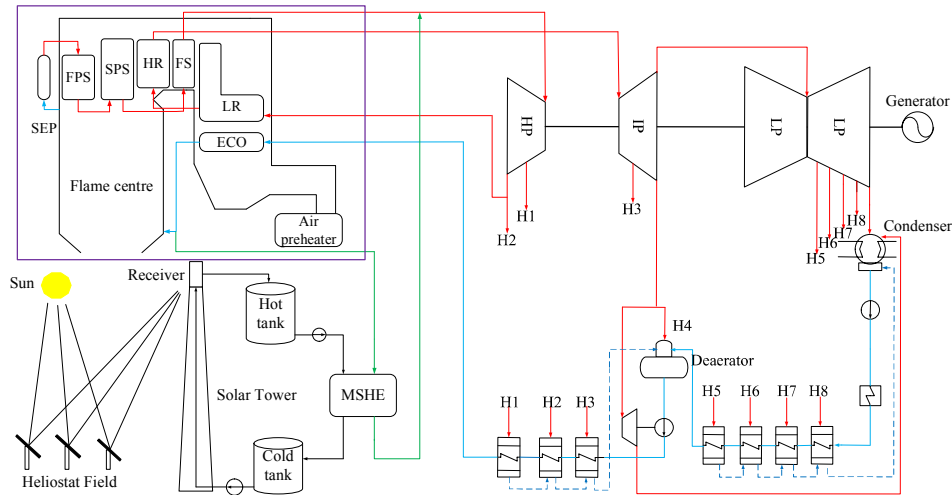 FPS
SPS
HR
FS
LR
SEP
ECO
Flame centre
Air
preheater
HP
IP
LP
LP
Generator
H1
H2
H3
H5
H6
H7
H8
Condenser
Sun
Receiver
Hot
tank
Solar Tower
MSHE
Cold
tank
Heliostat Field
H4
Deaerator
H1
H2
H3
H5
H6
H7
H8